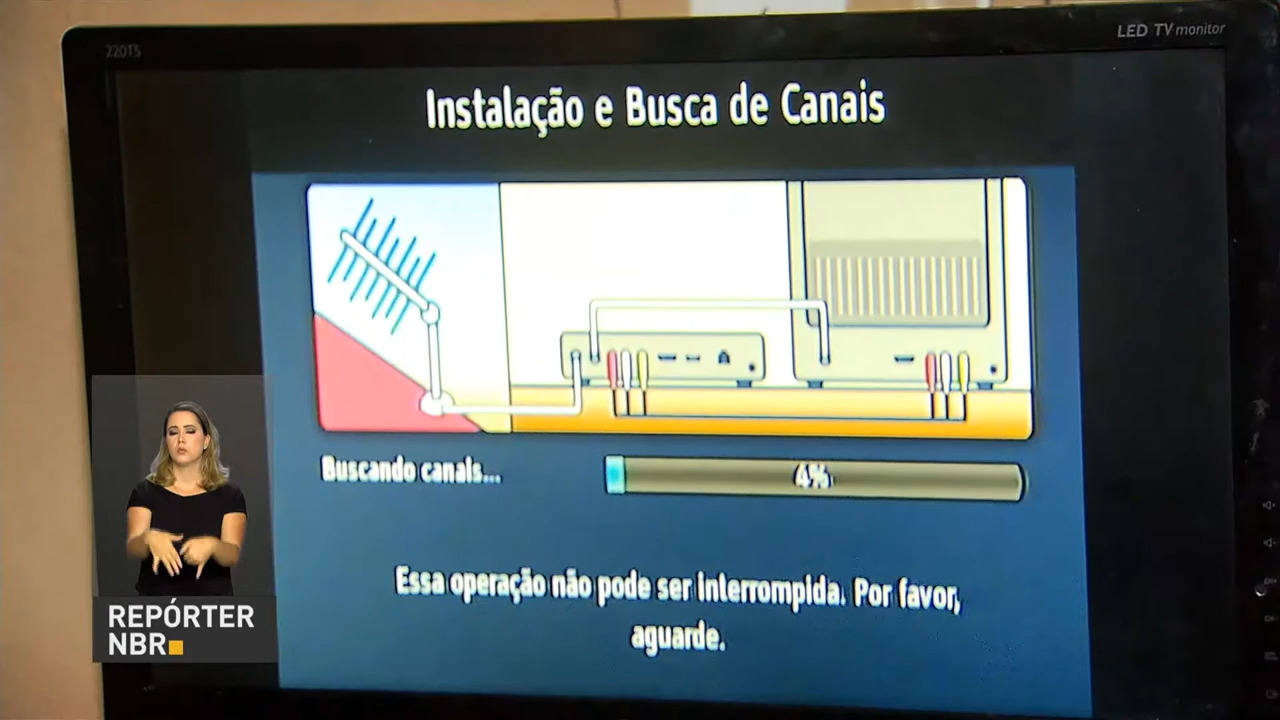 220T5
LED TV monitor
Instalação e Busca de Canais
Buscando canais...
4%
Essa operação não pode ser interrompida. Por favor,
aguarde.
REPÓRTER
NBR